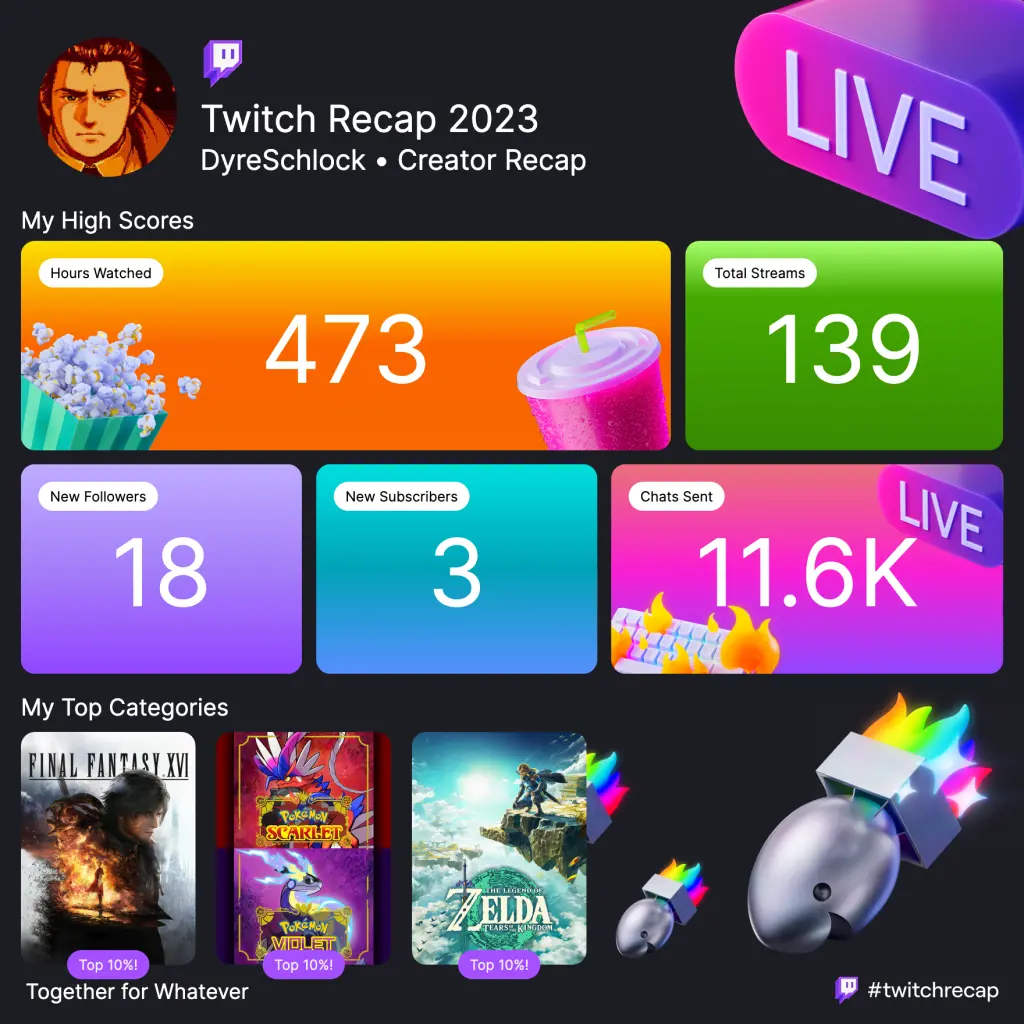 LIVE
Twitch Recap 2023
DyreSchlock • Creator Recap
My High Scores
Hours Watched
473
Total Streams
139
New Followers
18
New Subscribers
3
Chats Sent
LIVE
11.6K
My Top Categories
FINAL FANTASY XVI
Top 10%!
POKéMON
SCARLET
POKéMON
VIOLET
Top 10%!
THE LEGEND OF
ZELDA
TEARS OF THE KINGDOM
Top 10%!
Together for Whatever
#twitchrecap